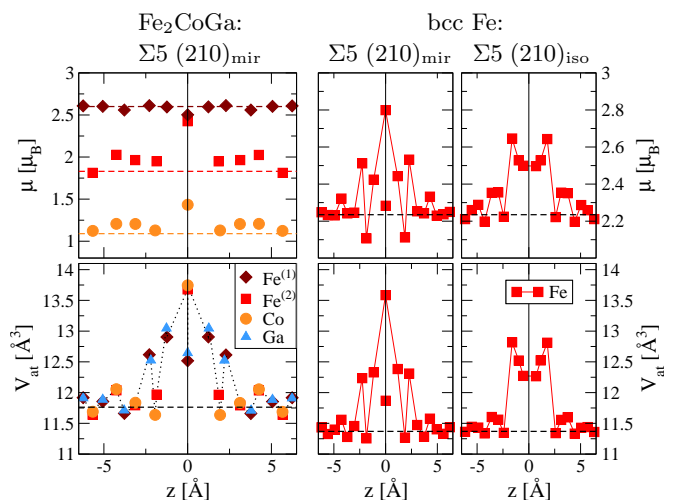 Fe₂CoGa:
bcc Fe:
Σ5 (210)mir
Σ5 (210)mir
Σ5 (210)iso
3
2.5
2
1.5
1
μ [μB]
3
2.8
2.6
2.4
2.2
μ [μB]
14
13.5
13
12.5
12
11.5
11
Vat [Å³]
Fe⁽¹⁾
Fe⁽²⁾
Co
Ga
Fe
14
13.5
13
12.5
12
11.5
11
Vat [Å³]
-5 0 5
-5 0 5
-5 0 5
z [Å]
z [Å]
z [Å]